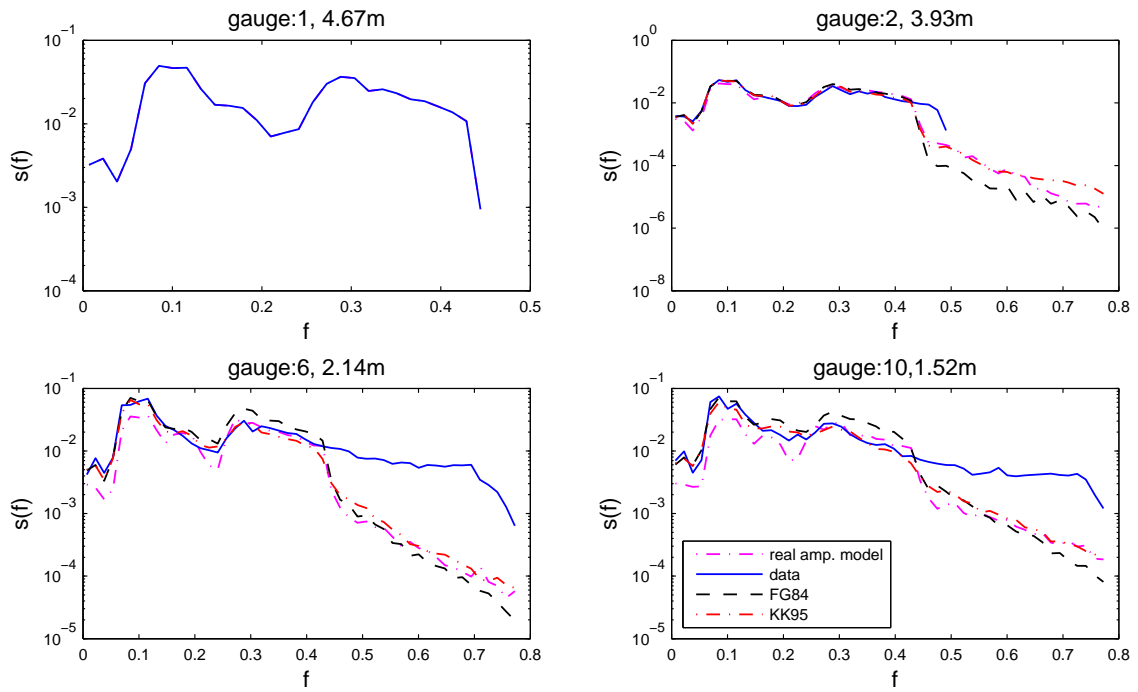 gauge:1, 4.67m
10^−1
10^−2
10^−3
10^−4
s(f)
0 0.1 0.2 0.3 0.4 0.5
f
gauge:2, 3.93m
10^0
10^−2
10^−4
10^−6
10^−8
s(f)
0 0.1 0.2 0.3 0.4 0.5 0.6 0.7 0.8
f
gauge:6, 2.14m
10^−1
10^−2
10^−3
10^−4
10^−5
s(f)
0 0.1 0.2 0.3 0.4 0.5 0.6 0.7 0.8
f
gauge:10,1.52m
10^−1
10^−2
10^−3
10^−4
10^−5
s(f)
real amp. model
data
FG84
KK95
0 0.1 0.2 0.3 0.4 0.5 0.6 0.7 0.8
f